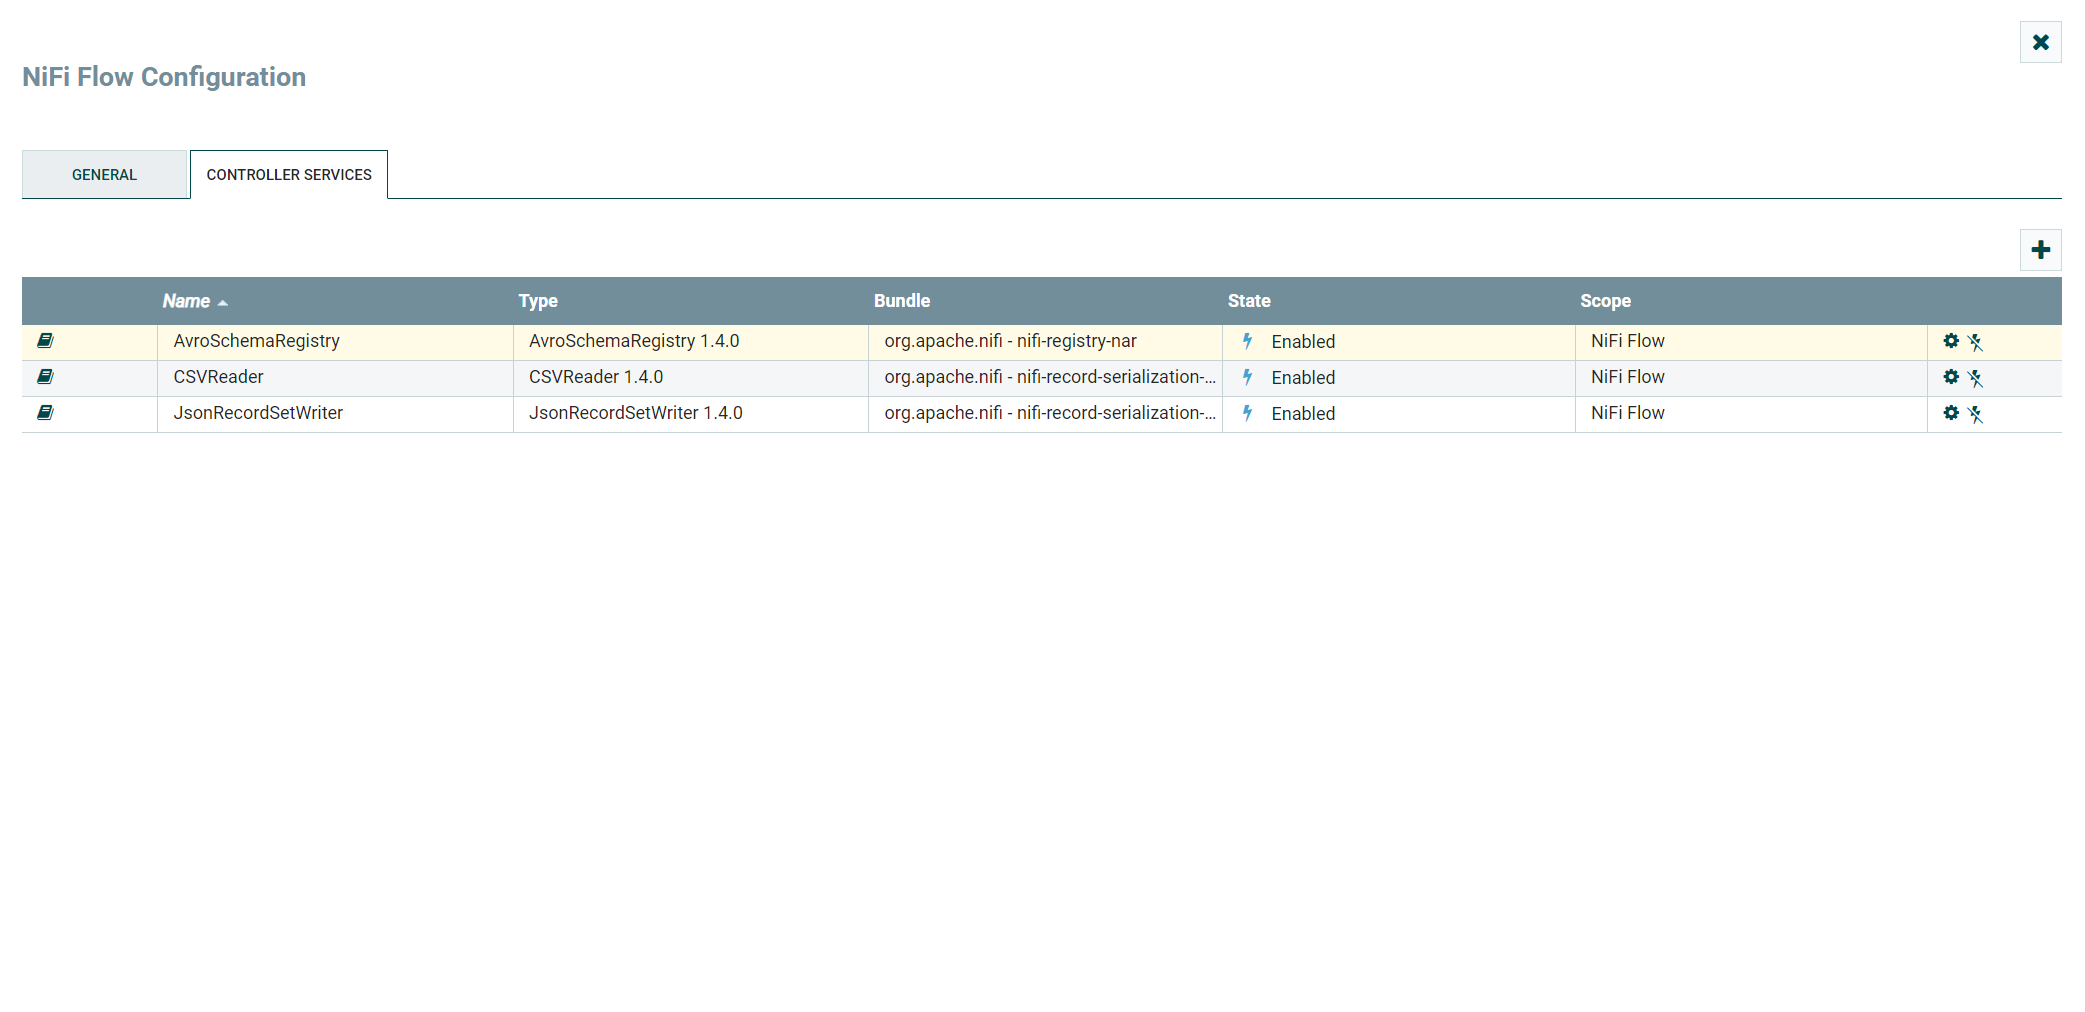 NiFi Flow Configuration
GENERAL CONTROLLER SERVICES
Name Type Bundle State Scope
AvroSchemaRegistry AvroSchemaRegistry 1.4.0 org.apache.nifi - nifi-registry-nar Enabled NiFi Flow
CSVReader CSVReader 1.4.0 org.apache.nifi - nifi-record-serialization-... Enabled NiFi Flow
JsonRecordSetWriter JsonRecordSetWriter 1.4.0 org.apache.nifi - nifi-record-serialization-... Enabled NiFi Flow